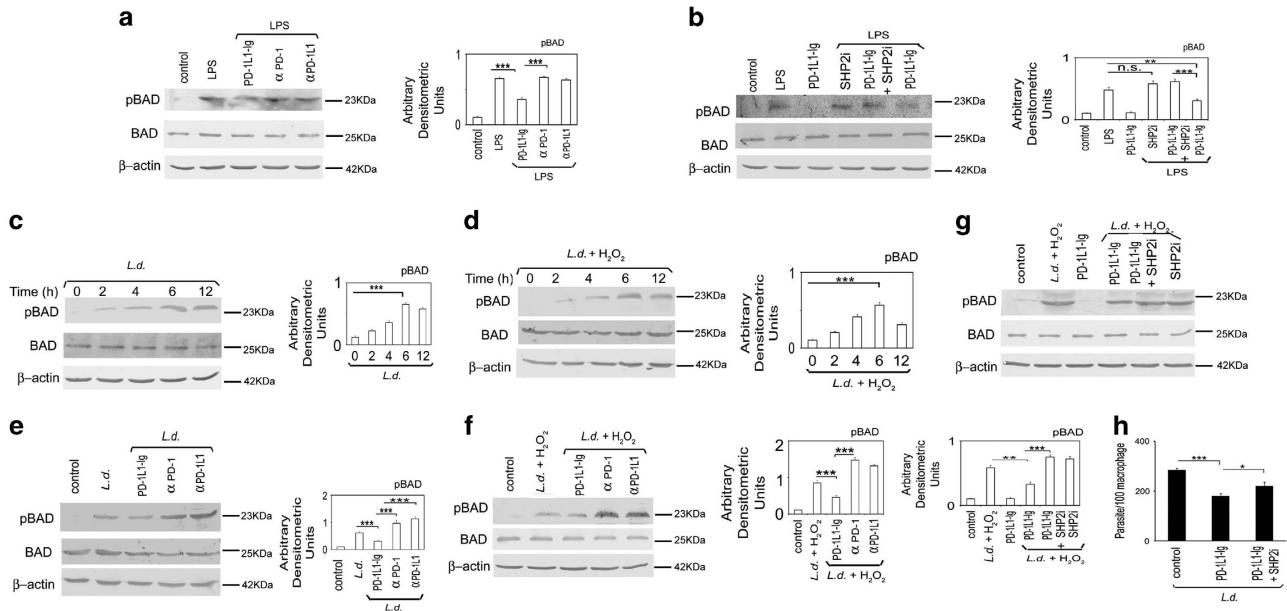 a
LPS
control
LPS
PD-1L1-Ig
α PD-1
αPD-1L1
pBAD
23KDa
BAD
25KDa
β–actin
42KDa
pBAD
Arbitrary
Densitometric
Units
1
0
***
***
control
LPS
PD-1L1-Ig
α PD-1
αPD-1L1
LPS
b
LPS
control
LPS
PD-1L1-Ig
SHP2i
PD-1L1-Ig
+ SHP2i
PD-1L1-Ig
pBAD
23KDa
BAD
25KDa
β–actin
42KDa
pBAD
Arbitrary
Densitometric
Units
1
0
**
n.s.
***
control
LPS
PD-1L1-Ig
SHP2i
PD-1L1-Ig
+ SHP2i
PD-1L1-Ig
LPS
c
L.d.
Time (h) 0 2 4 6 12
pBAD
23KDa
BAD
25KDa
β–actin
42KDa
pBAD
Arbitrary
Densitometric
Units
1
0
***
0 2 4 6 12
L.d.
d
L.d. + H2O2
Time (h) 0 2 4 6 12
pBAD
23KDa
BAD
25KDa
β–actin
42KDa
pBAD
Arbitrary
Densitometric
Units
1
0
***
0 2 4 6 12
L.d. + H2O2
g
L.d. + H2O2
control
L.d. + H2O2
PD-1L1-Ig
PD-1L1-Ig
PD-1L1-Ig
+ SHP2i
SHP2i
pBAD
23KDa
BAD
25KDa
β–actin
42KDa
e
L.d.
control
L.d.
PD-1L1-Ig
α PD-1
αPD-1L1
pBAD
23KDa
BAD
25KDa
β–actin
42KDa
pBAD
Arbitrary
Densitometric
Units
2
1
0
***
***
***
control
L.d.
PD-1L1-Ig
α PD-1
αPD-1L1
L.d.
f
L.d. + H2O2
control
L.d. + H2O2
PD-1L1-Ig
α PD-1
αPD-1L1
pBAD
23KDa
BAD
25KDa
β–actin
42KDa
pBAD
Arbitrary
Densitometric
Units
2
1
0
***
***
control
L.d. + H2O2
PD-1L1-Ig
α PD-1
αPD-1L1
L.d. + H2O2
pBAD
Arbitrary
Densitometric
Units
1
0
**
***
control
L.d. + H2O2
PD-1L1-Ig
PD-1L1-Ig
PD-1L1-Ig
+ SHP2i
SHP2i
L.d. + H2O2
h
Parasite/100 macrophage
400
200
0
***
*
control
PD-1L1-Ig
PD-1L1-Ig
+ SHP2i
L.d.